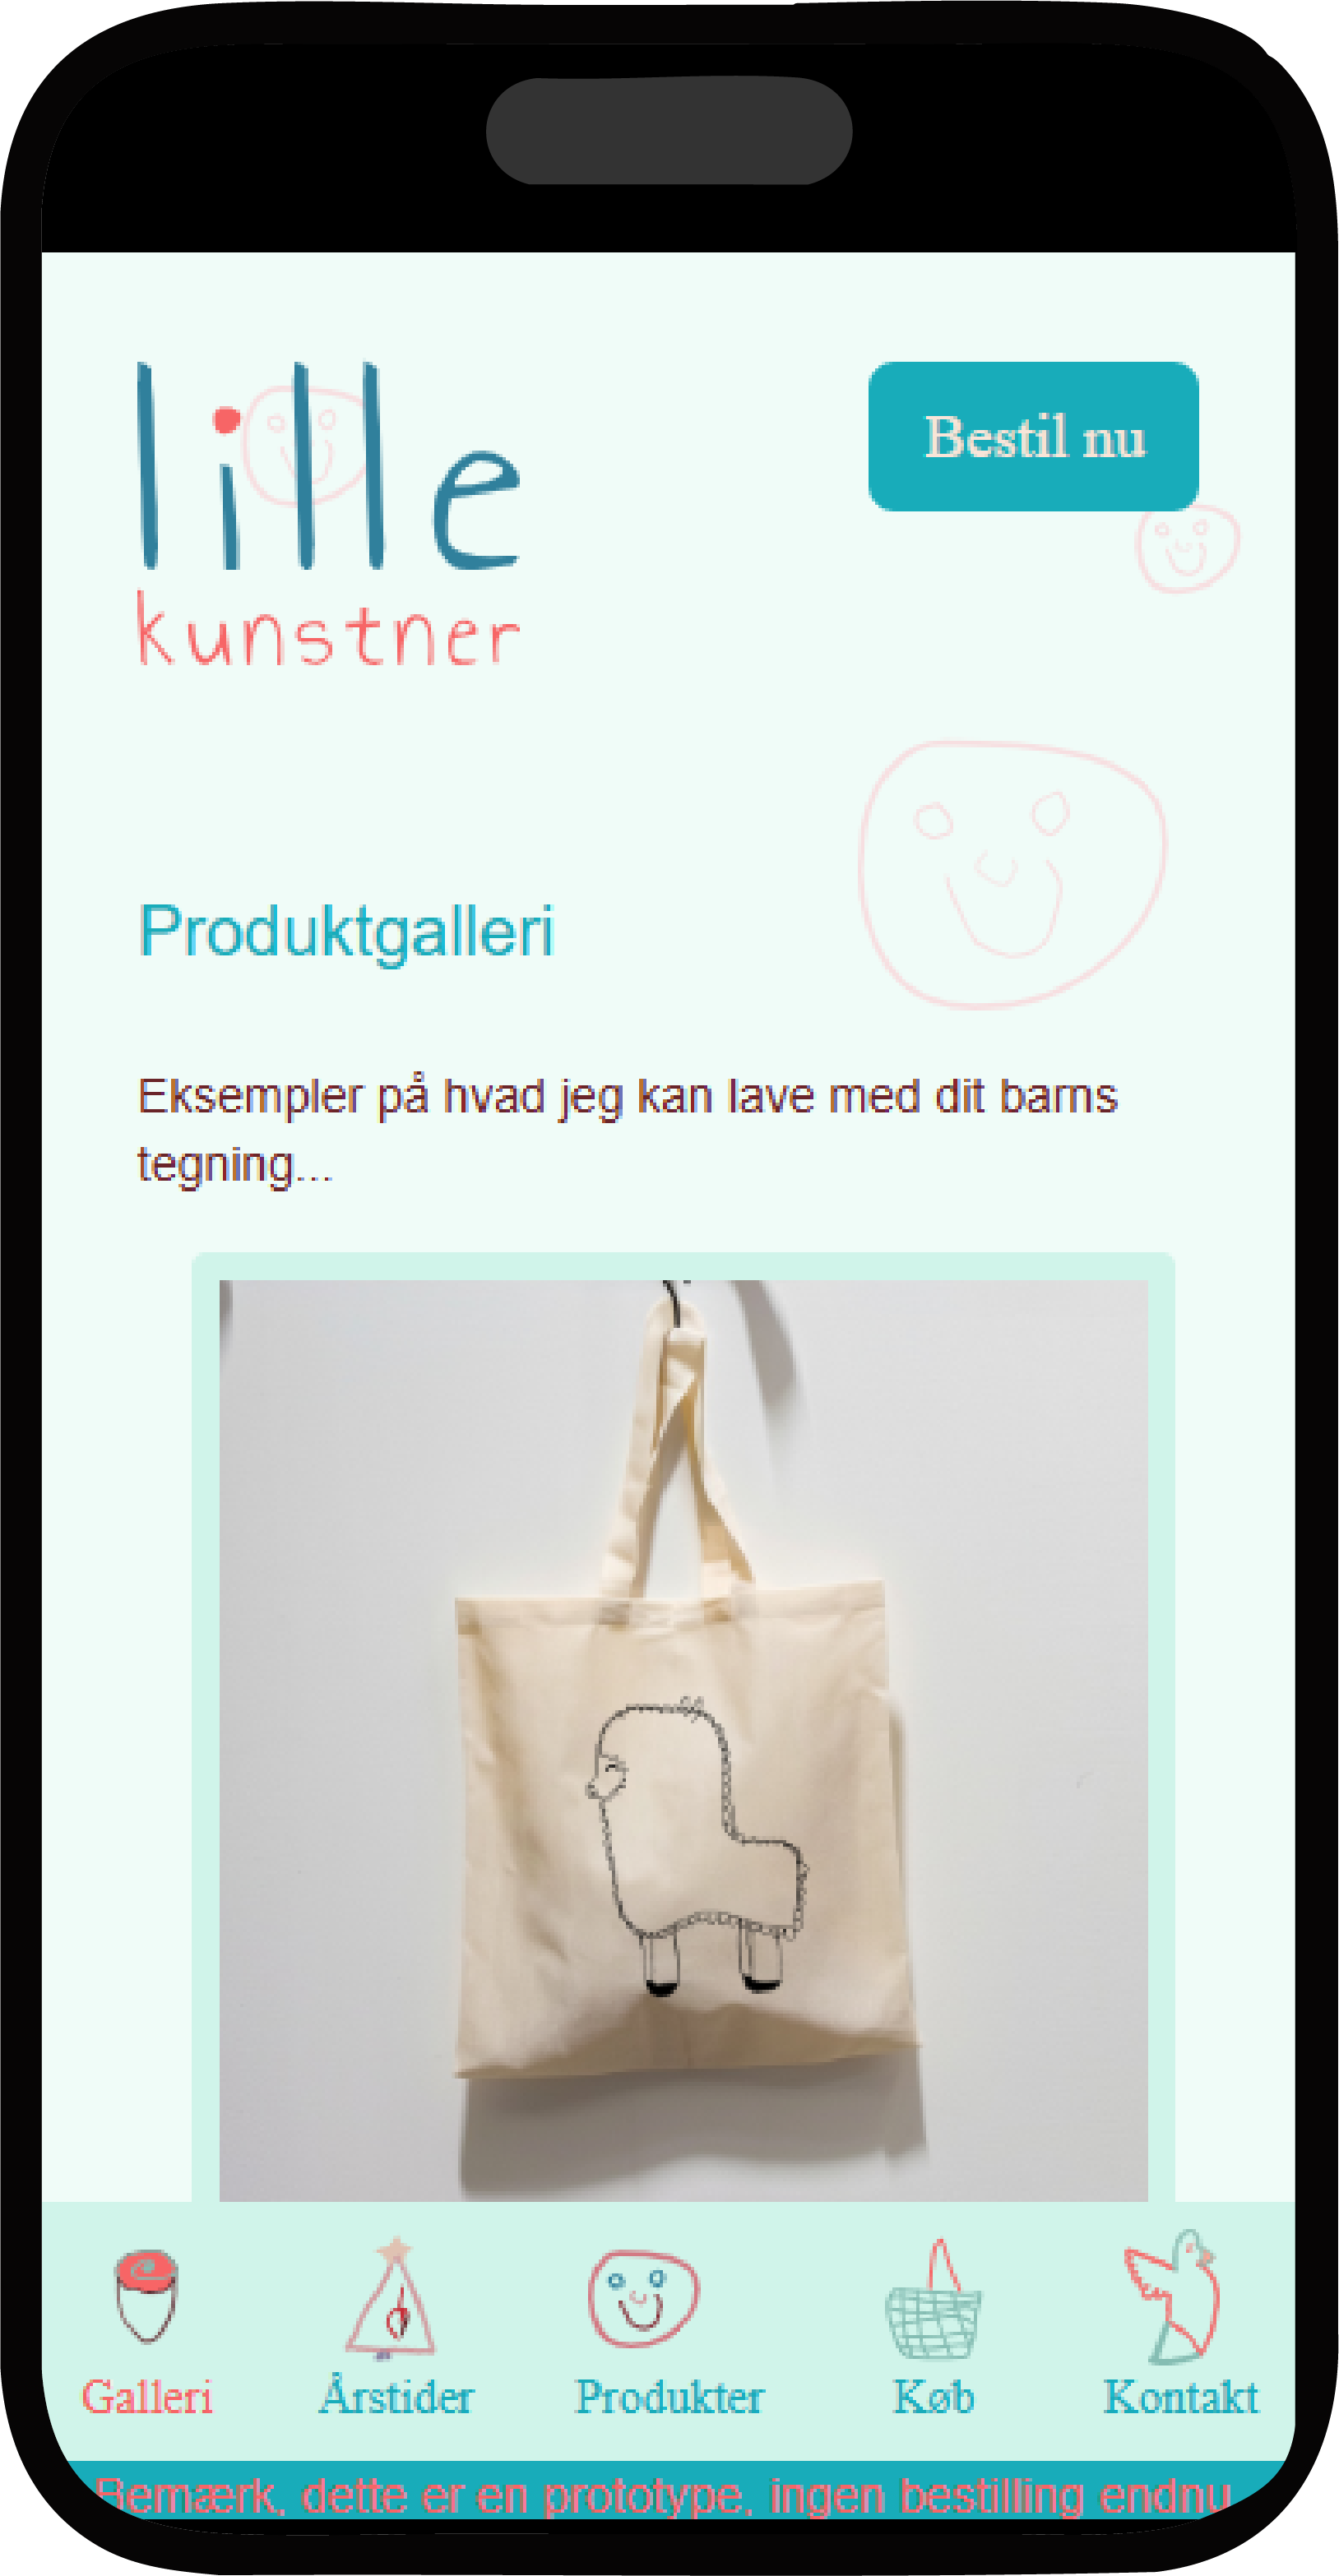 lille
kunstner
Bestil nu
Produktgalleri
Eksempler på hvad jeg kan lave med dit barns
tegning...
Galleri
Årstider
Produkter
Køb
Kontakt
Bemærk, dette er en prototype, ingen bestilling endnu